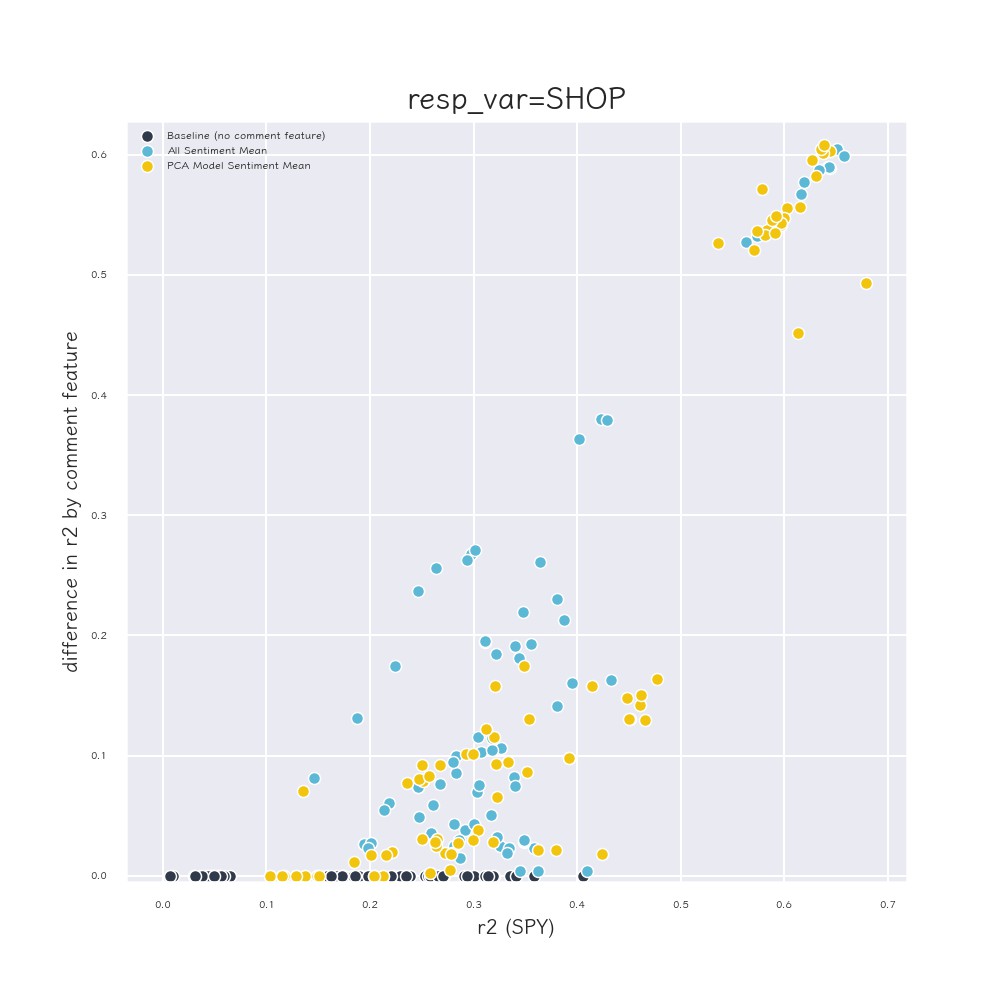 resp_var=SHOP
Baseline (no comment feature)
All Sentiment Mean
PCA Model Sentiment Mean
difference in r2 by comment feature
0.6
0.5
0.4
0.3
0.2
0.1
0.0
0.0 0.1 0.2 0.3 0.4 0.5 0.6 0.7
r2 (SPY)